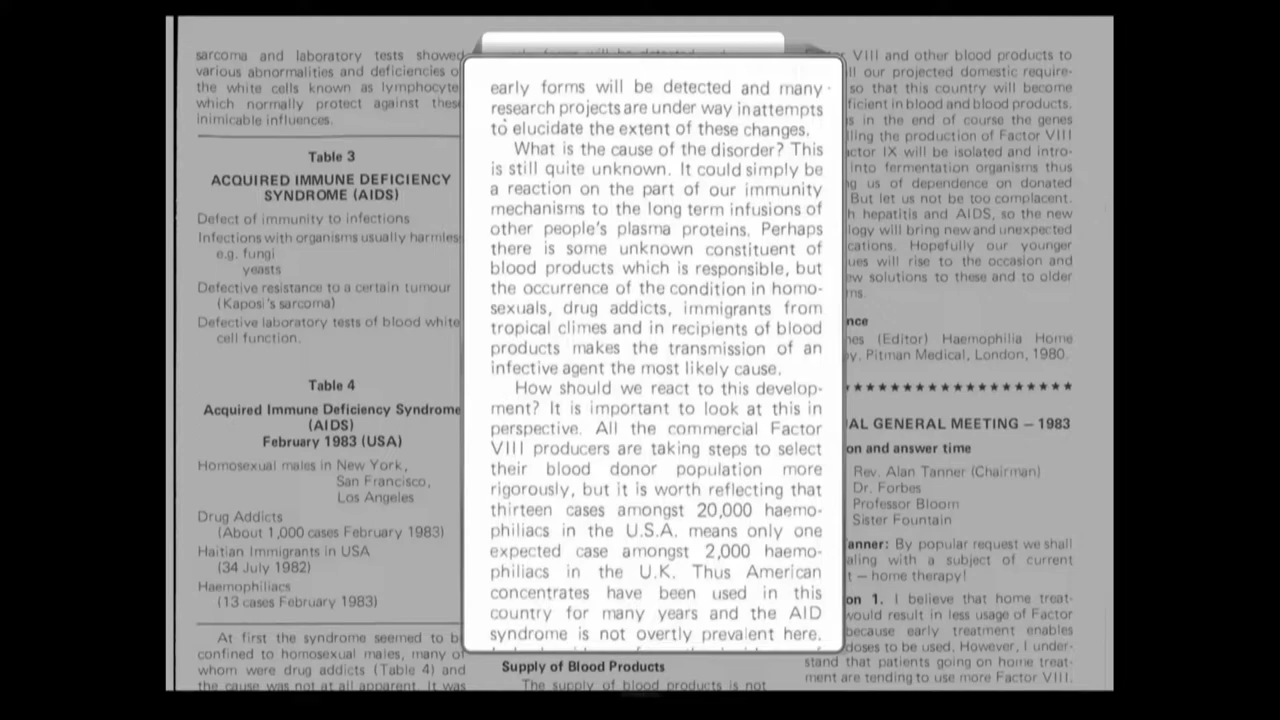 sarcoma and laboratory tests showed
various abnormalities and deficiencies o
the white cells known as lymphocyte
which normally protect against thes
inimicable influences.
Table 3
ACQUIRED IMMUNE DEFICIENCY
SYNDROME (AIDS)
Defect of immunity to infections
Infections with organisms usually harmles
e.g. fungi
yeasts
Defective resistance to a certain tumour
(Kaposi's sarcoma)
Defective laboratory tests of blood white
cell function.
Table 4
Acquired Immune Deficiency Syndrome
(AIDS)
February 1983 (USA)
Homosexual males in New York,
San Francisco,
Los Angeles
Drug Addicts
(About 1,000 cases February 1983)
Haitian Immigrants in USA
(34 July 1982)
Haemophiliacs
(13 cases February 1983)
At first the syndrome seemed to b
confined to homosexual males, many of
whom were drug addicts (Table 4) and
the cause was not at all apparent. It was
early forms will be detected and many
research projects are under way in attempts
to elucidate the extent of these changes.
What is the cause of the disorder? This
is still quite unknown. It could simply be
a reaction on the part of our immunity
mechanisms to the long term infusions of
other people's plasma proteins. Perhaps
there is some unknown constituent of
blood products which is responsible, but
the occurrence of the condition in homo-
sexuals, drug addicts, immigrants from
tropical climes and in recipients of blood
products makes the transmission of an
infective agent the most likely cause.
How should we react to this develop-
ment? It is important to look at this in
perspective. All the commercial Factor
VIII producers are taking steps to select
their blood donor population more
rigorously, but it is worth reflecting that
thirteen cases amongst 20,000 haemo-
philiacs in the U.S.A. means only one
expected case amongst 2,000 haemo-
philiacs in the U.K. Thus American
concentrates have been used in this
country for many years and the AID
syndrome is not overtly prevalent here.
Supply of Blood Products
The supply of blood products is not
VIII and other blood products to
ll our projected domestic require-
so that this country will become
ficient in blood and blood products.
s in the end of course the genes
lling the production of Factor VIII
ctor IX will be isolated and intro-
into fermentation organisms thus
g us of dependence on donated
But let us not be too complacent.
h hepatitis and AIDS, so the new
logy will bring new and unexpected
cations. Hopefully our younger
ues will rise to the occasion and
ew solutions to these and to older
ms.
nce
nes (Editor) Haemophilia Home
y. Pitman Medical, London, 1980.
AL GENERAL MEETING – 1983
on and answer time
Rev. Alan Tanner (Chairman)
Dr. Forbes
Professor Bloom
Sister Fountain
anner: By popular request we shall
aling with a subject of current
t – home therapy!
on 1. I believe that home treat-
would result in less usage of Factor
because early treatment enables
doses to be used. However, I under-
stand that patients going on home treat-
ment are tending to use more Factor VIII.